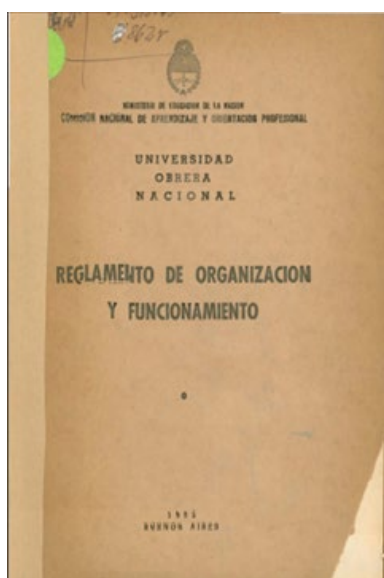 MINISTERIO DE EDUCACION DE LA NACION
COMISION NACIONAL DE APRENDIZAJE Y ORIENTACION PROFESIONAL
UNIVERSIDAD
OBRERA
NACIONAL
REGLAMENTO DE ORGANIZACION
Y FUNCIONAMIENTO
BUENOS AIRES